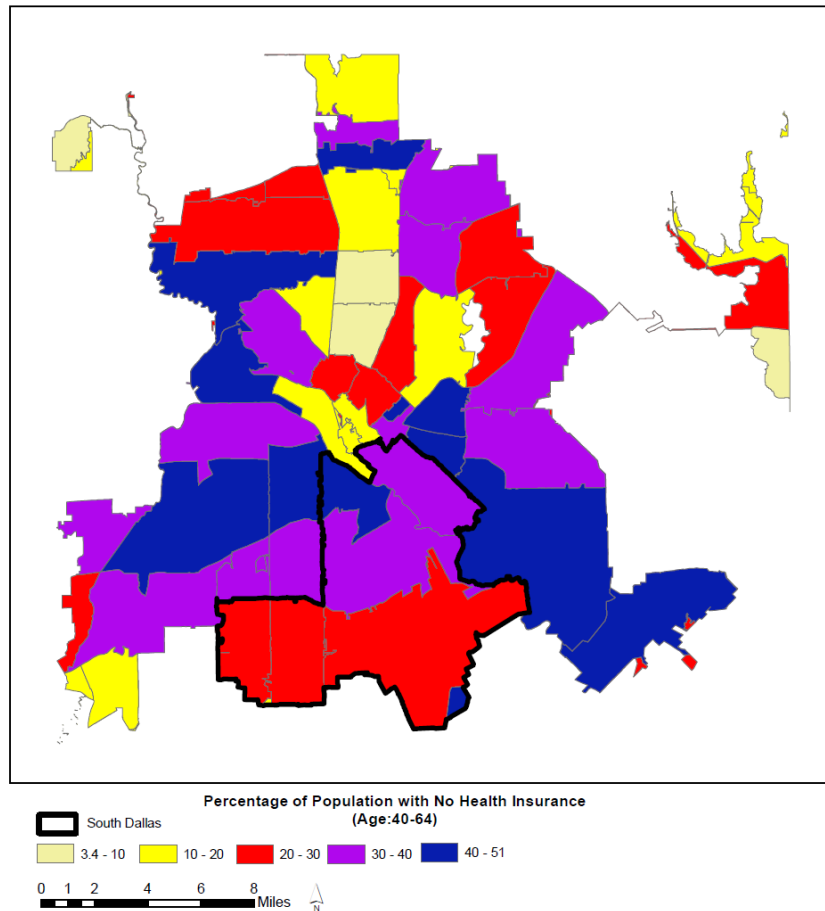 Percentage of Population with No Health Insurance
(Age:40-64)
South Dallas
3.4 - 10 10 - 20 20 - 30 30 - 40 40 - 51
0 1 2 4 6 8
Miles N